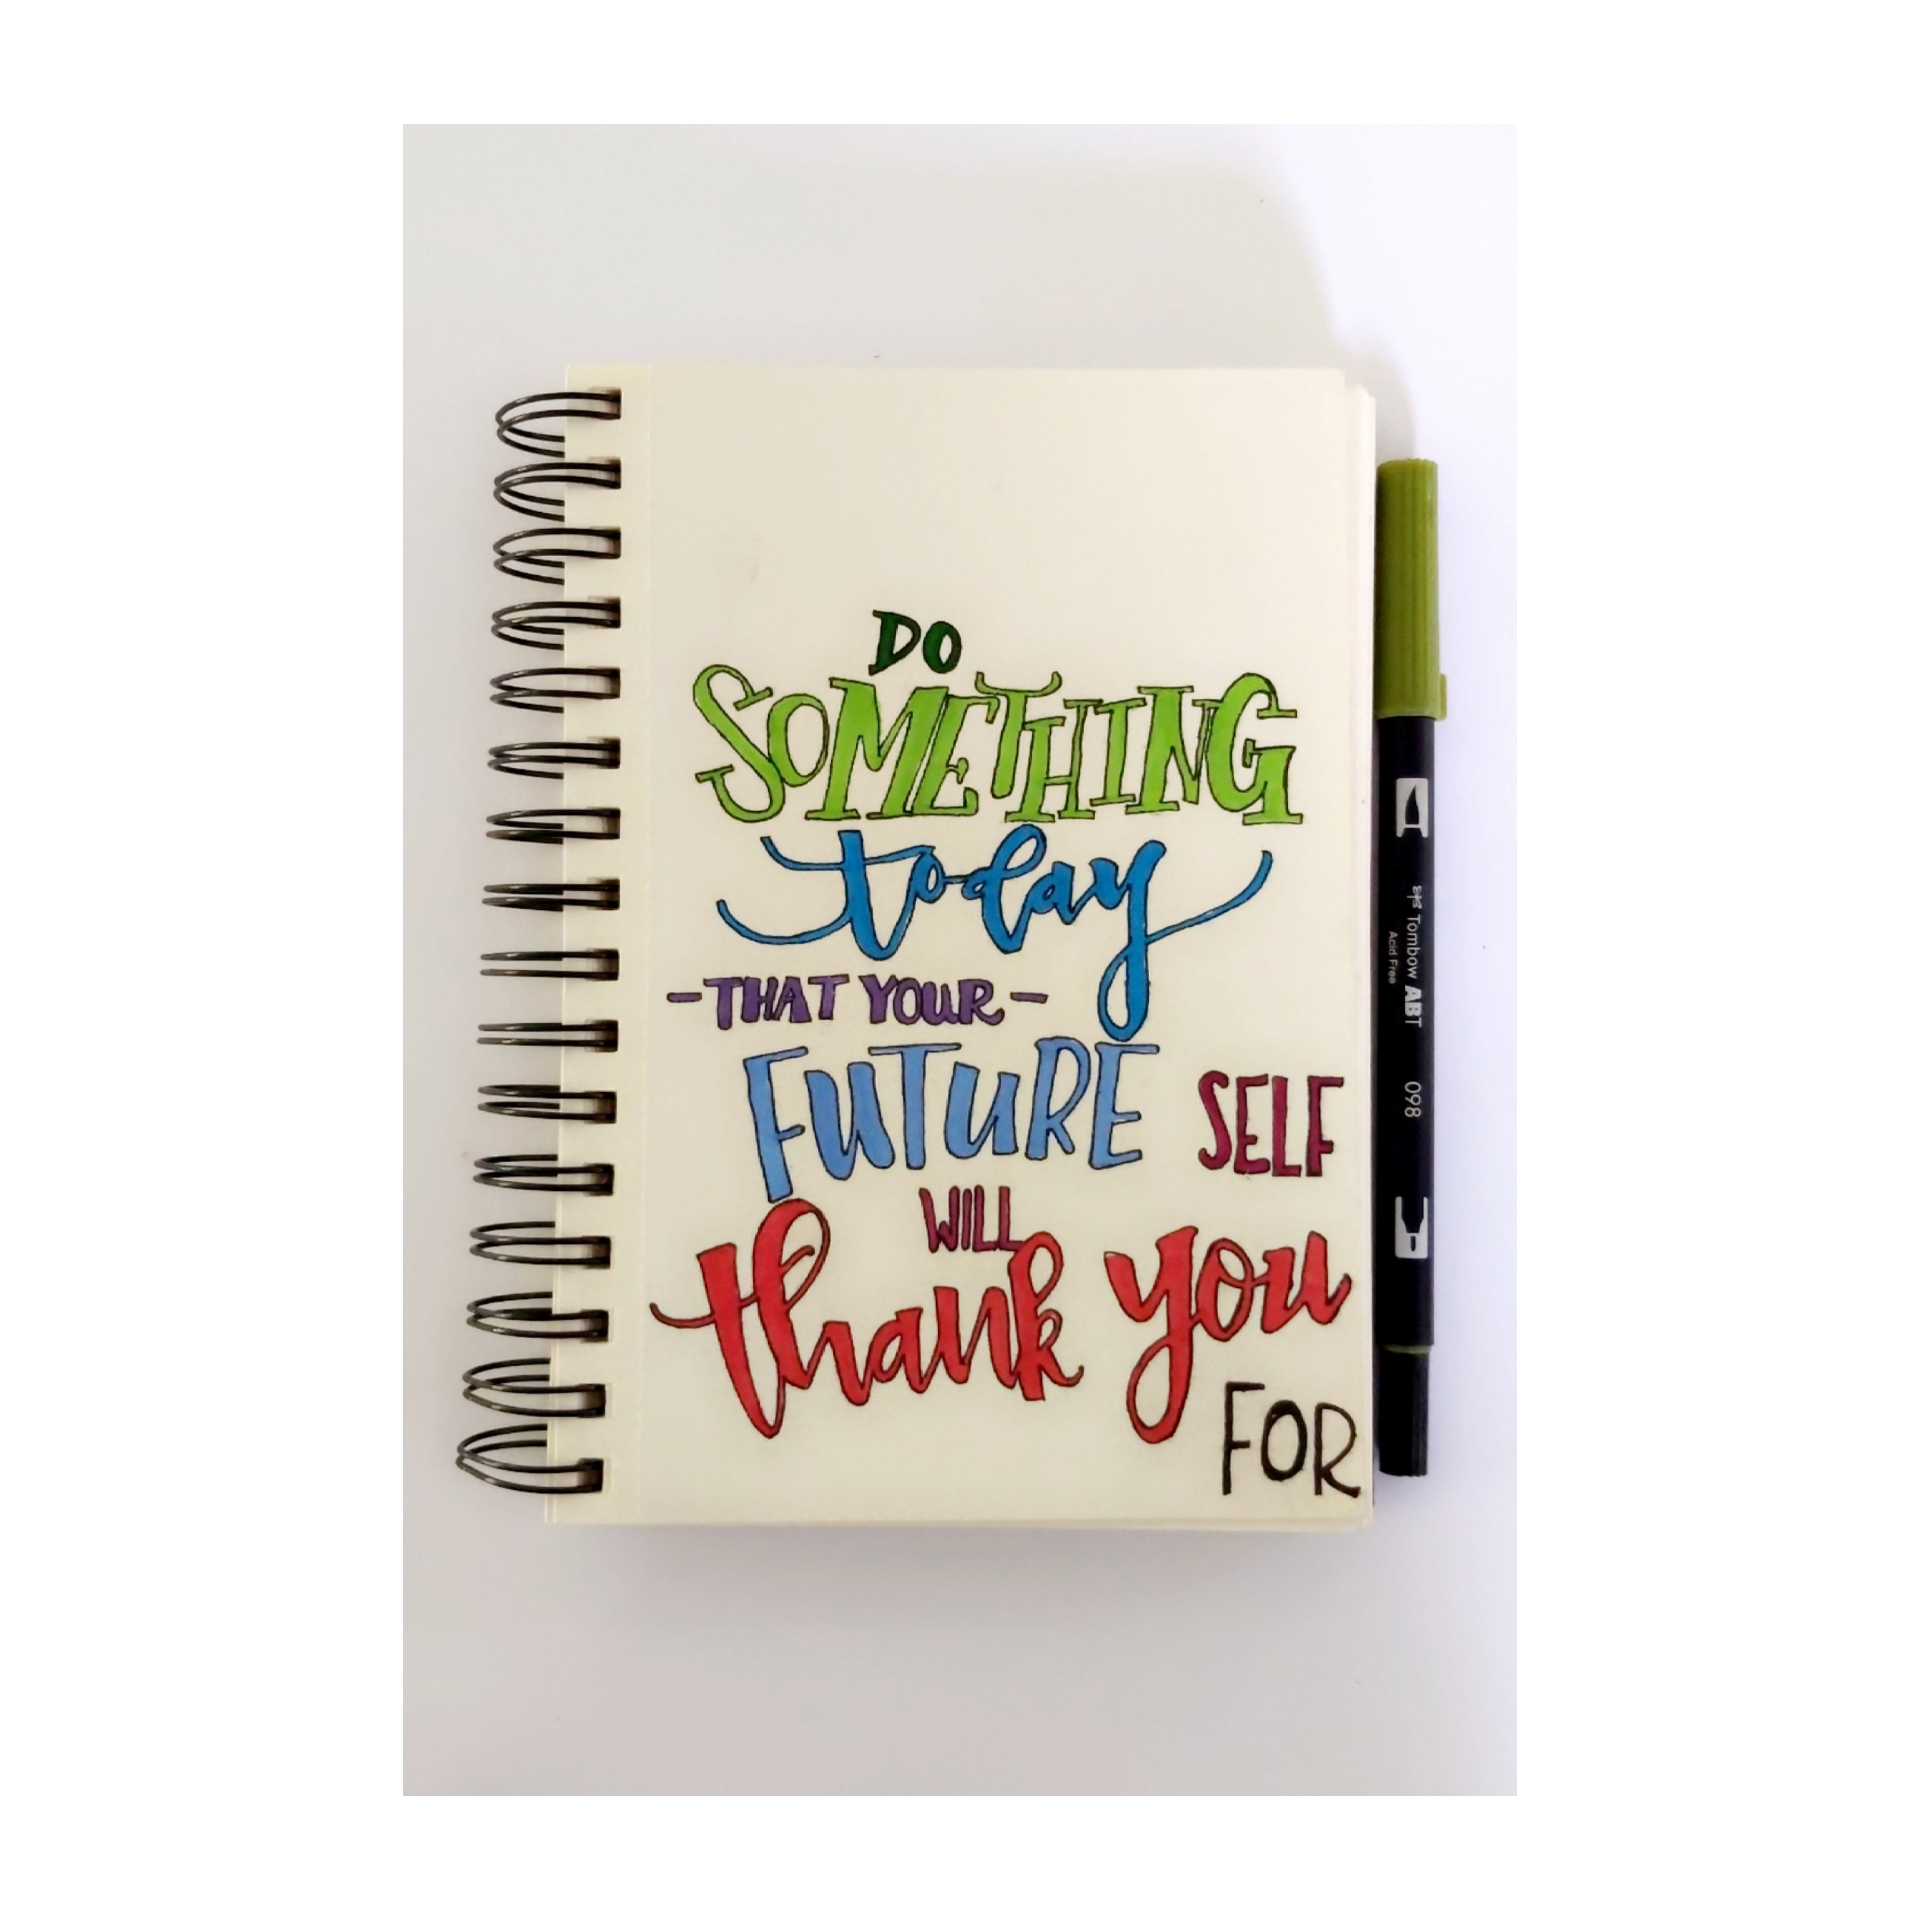 DO
SOMETHING
today
-THAT YOUR-
FUTURE SELF
WILL
thank you
FOR
Tombow ABT 098
Acid Free